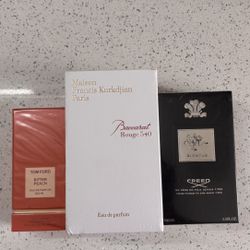 TOM FORD
BITTER
PEACH
Maison
Francis Kurkdjian
Paris
Baccarat
Rouge 540
Eau de parfum
CREED